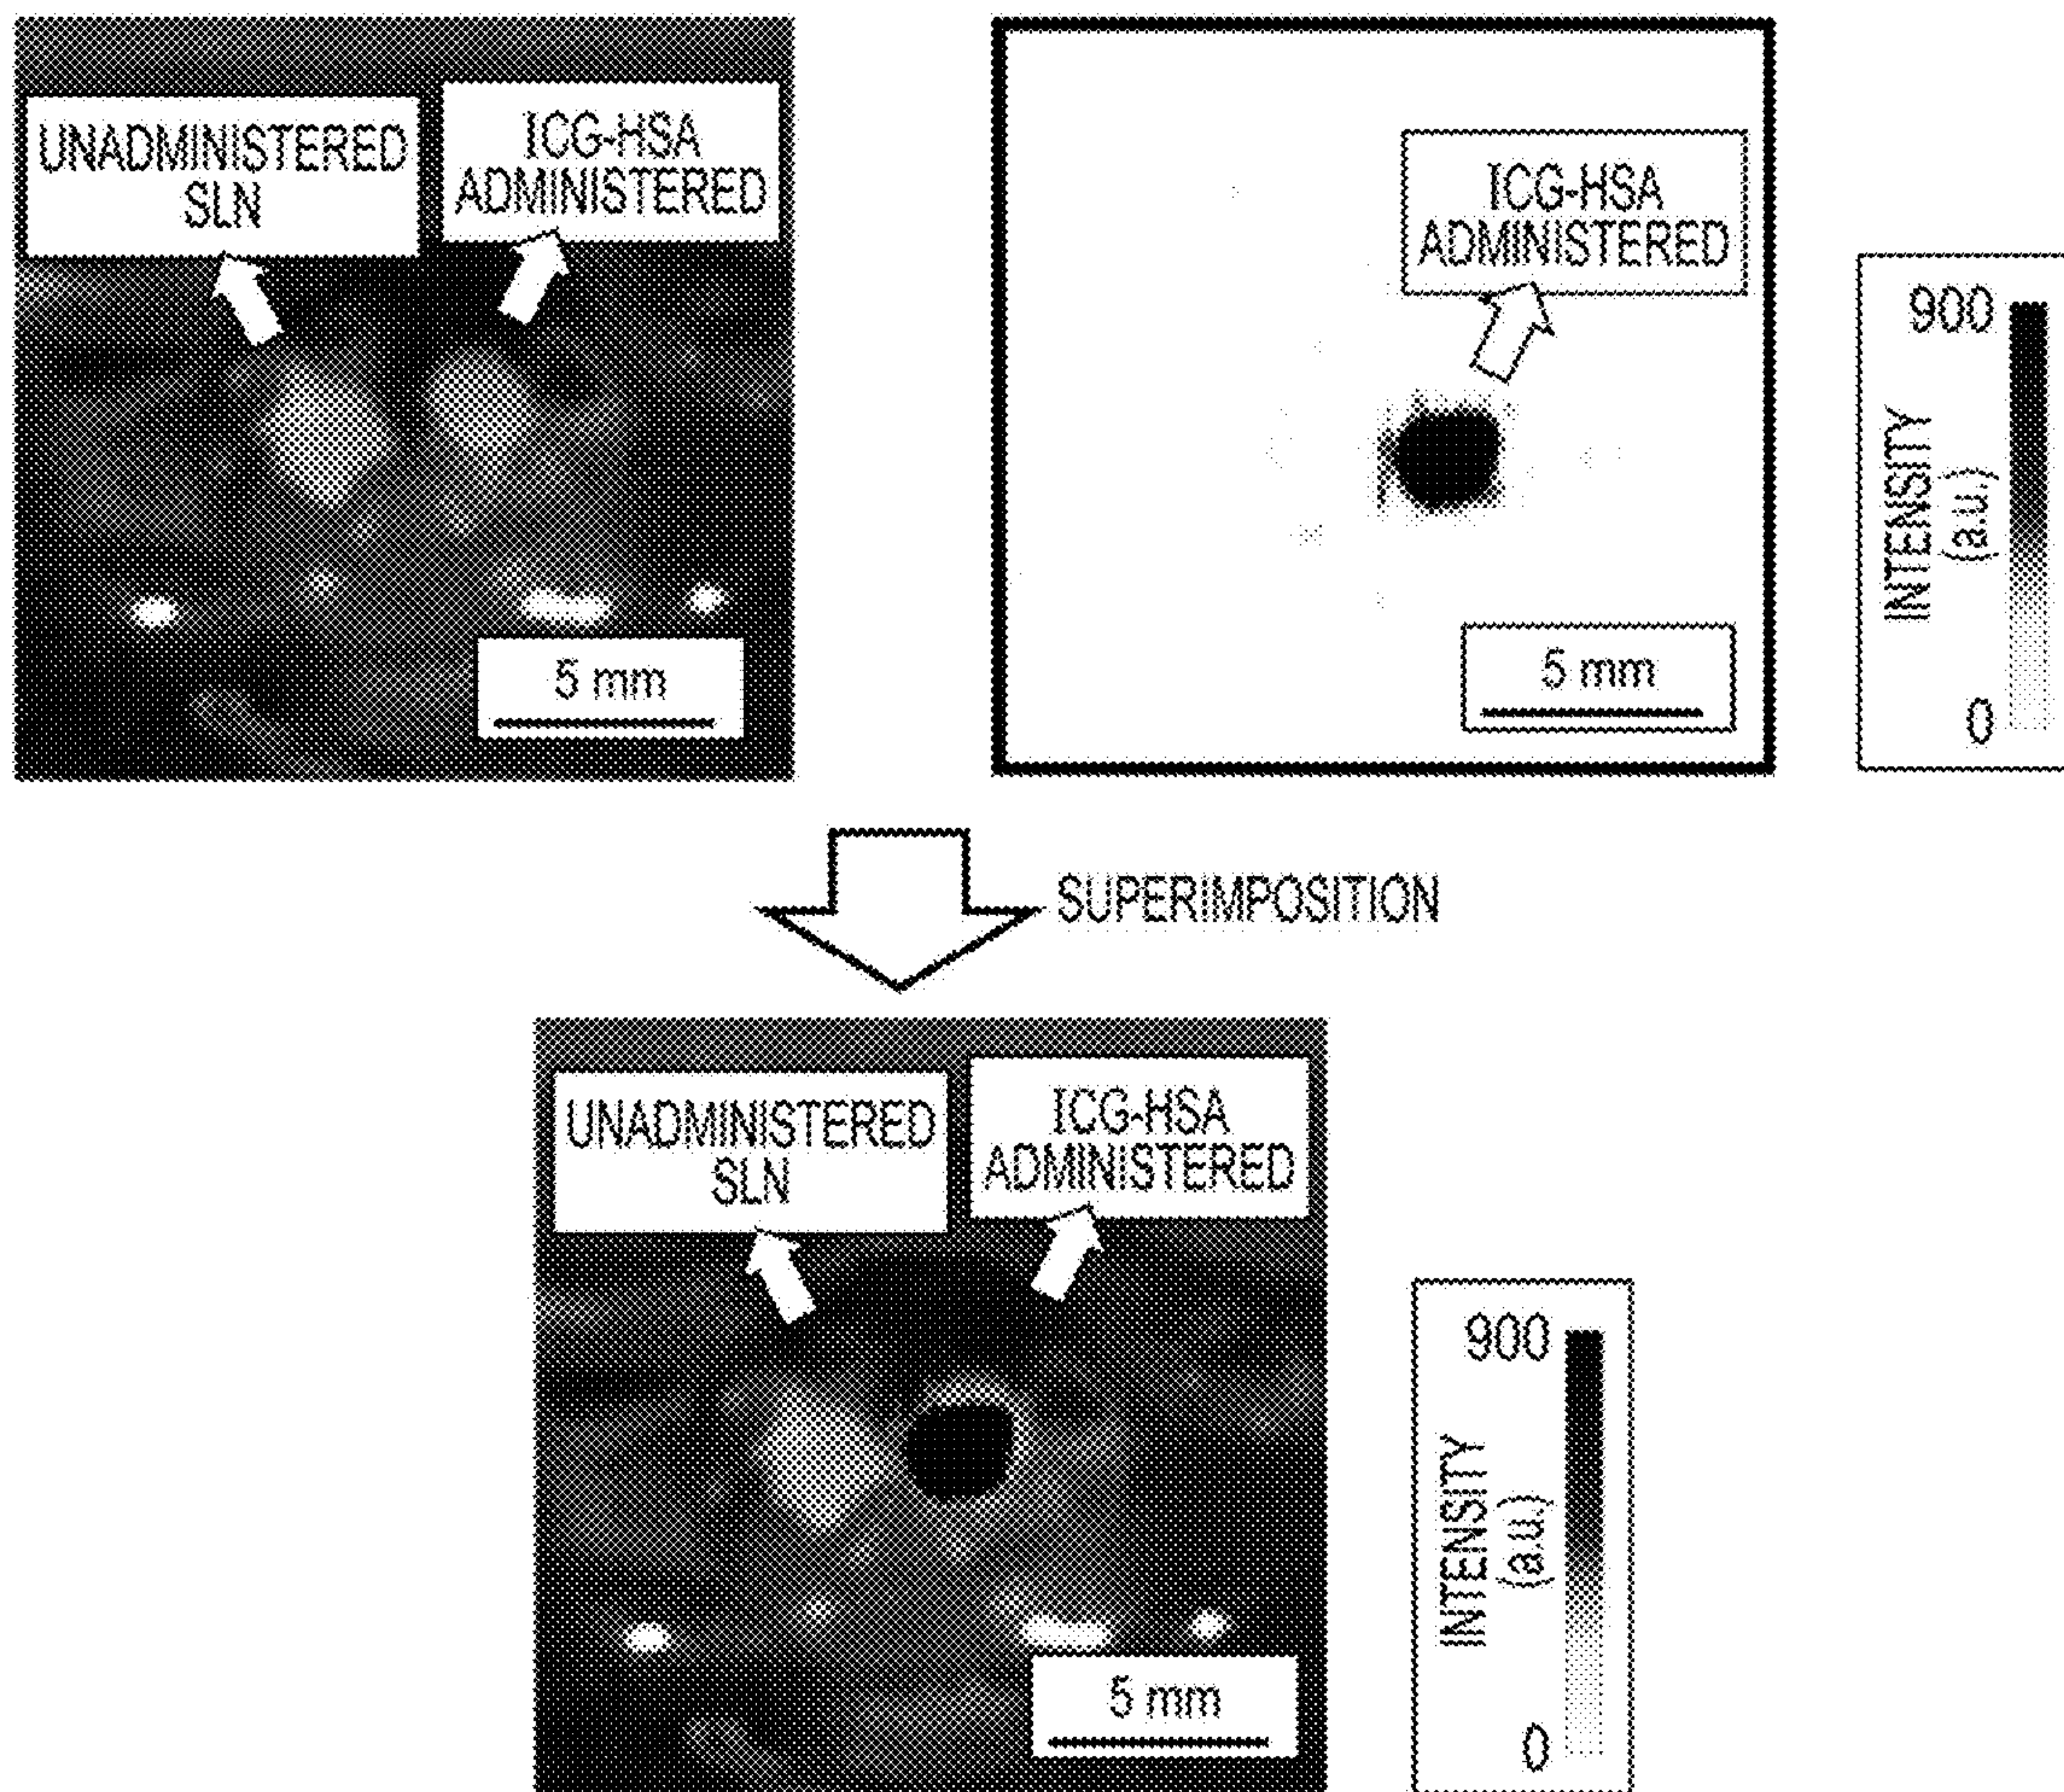 UNADMINISTERED
SLN
ICG-HSA
ADMINISTERED
5 mm
ICG-HSA
ADMINISTERED
5 mm
900
INTENSITY
(a.u.)
0
SUPERIMPOSITION
UNADMINISTERED
SLN
ICG-HSA
ADMINISTERED
5 mm
900
INTENSITY
(a.u.)
0